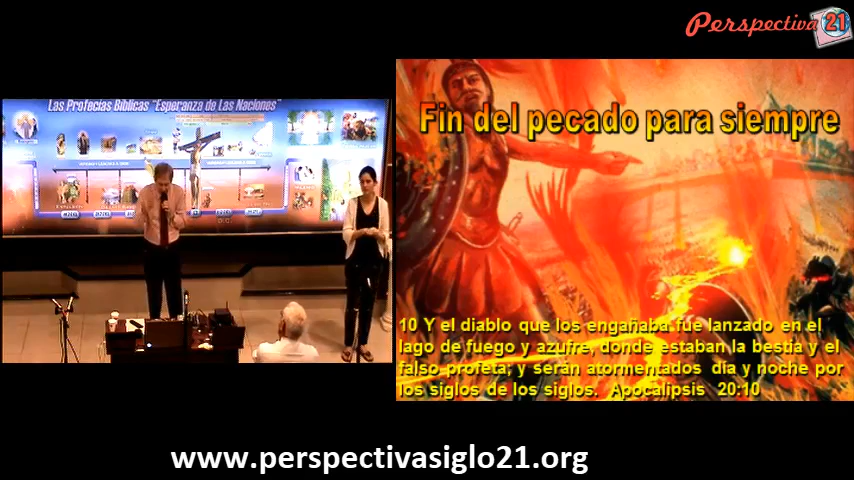 Perspectiva 21
Las Profecías Bíblicas "Esperanza de Las Naciones"
Fin del pecado para siempre
10 Y el diablo que los engañaba fue lanzado en el
lago de fuego y azufre, donde estaban la bestia y el
falso profeta; y serán atormentados día y noche por
los siglos de los siglos. Apocalipsis 20:10
www.perspectivasiglo21.org